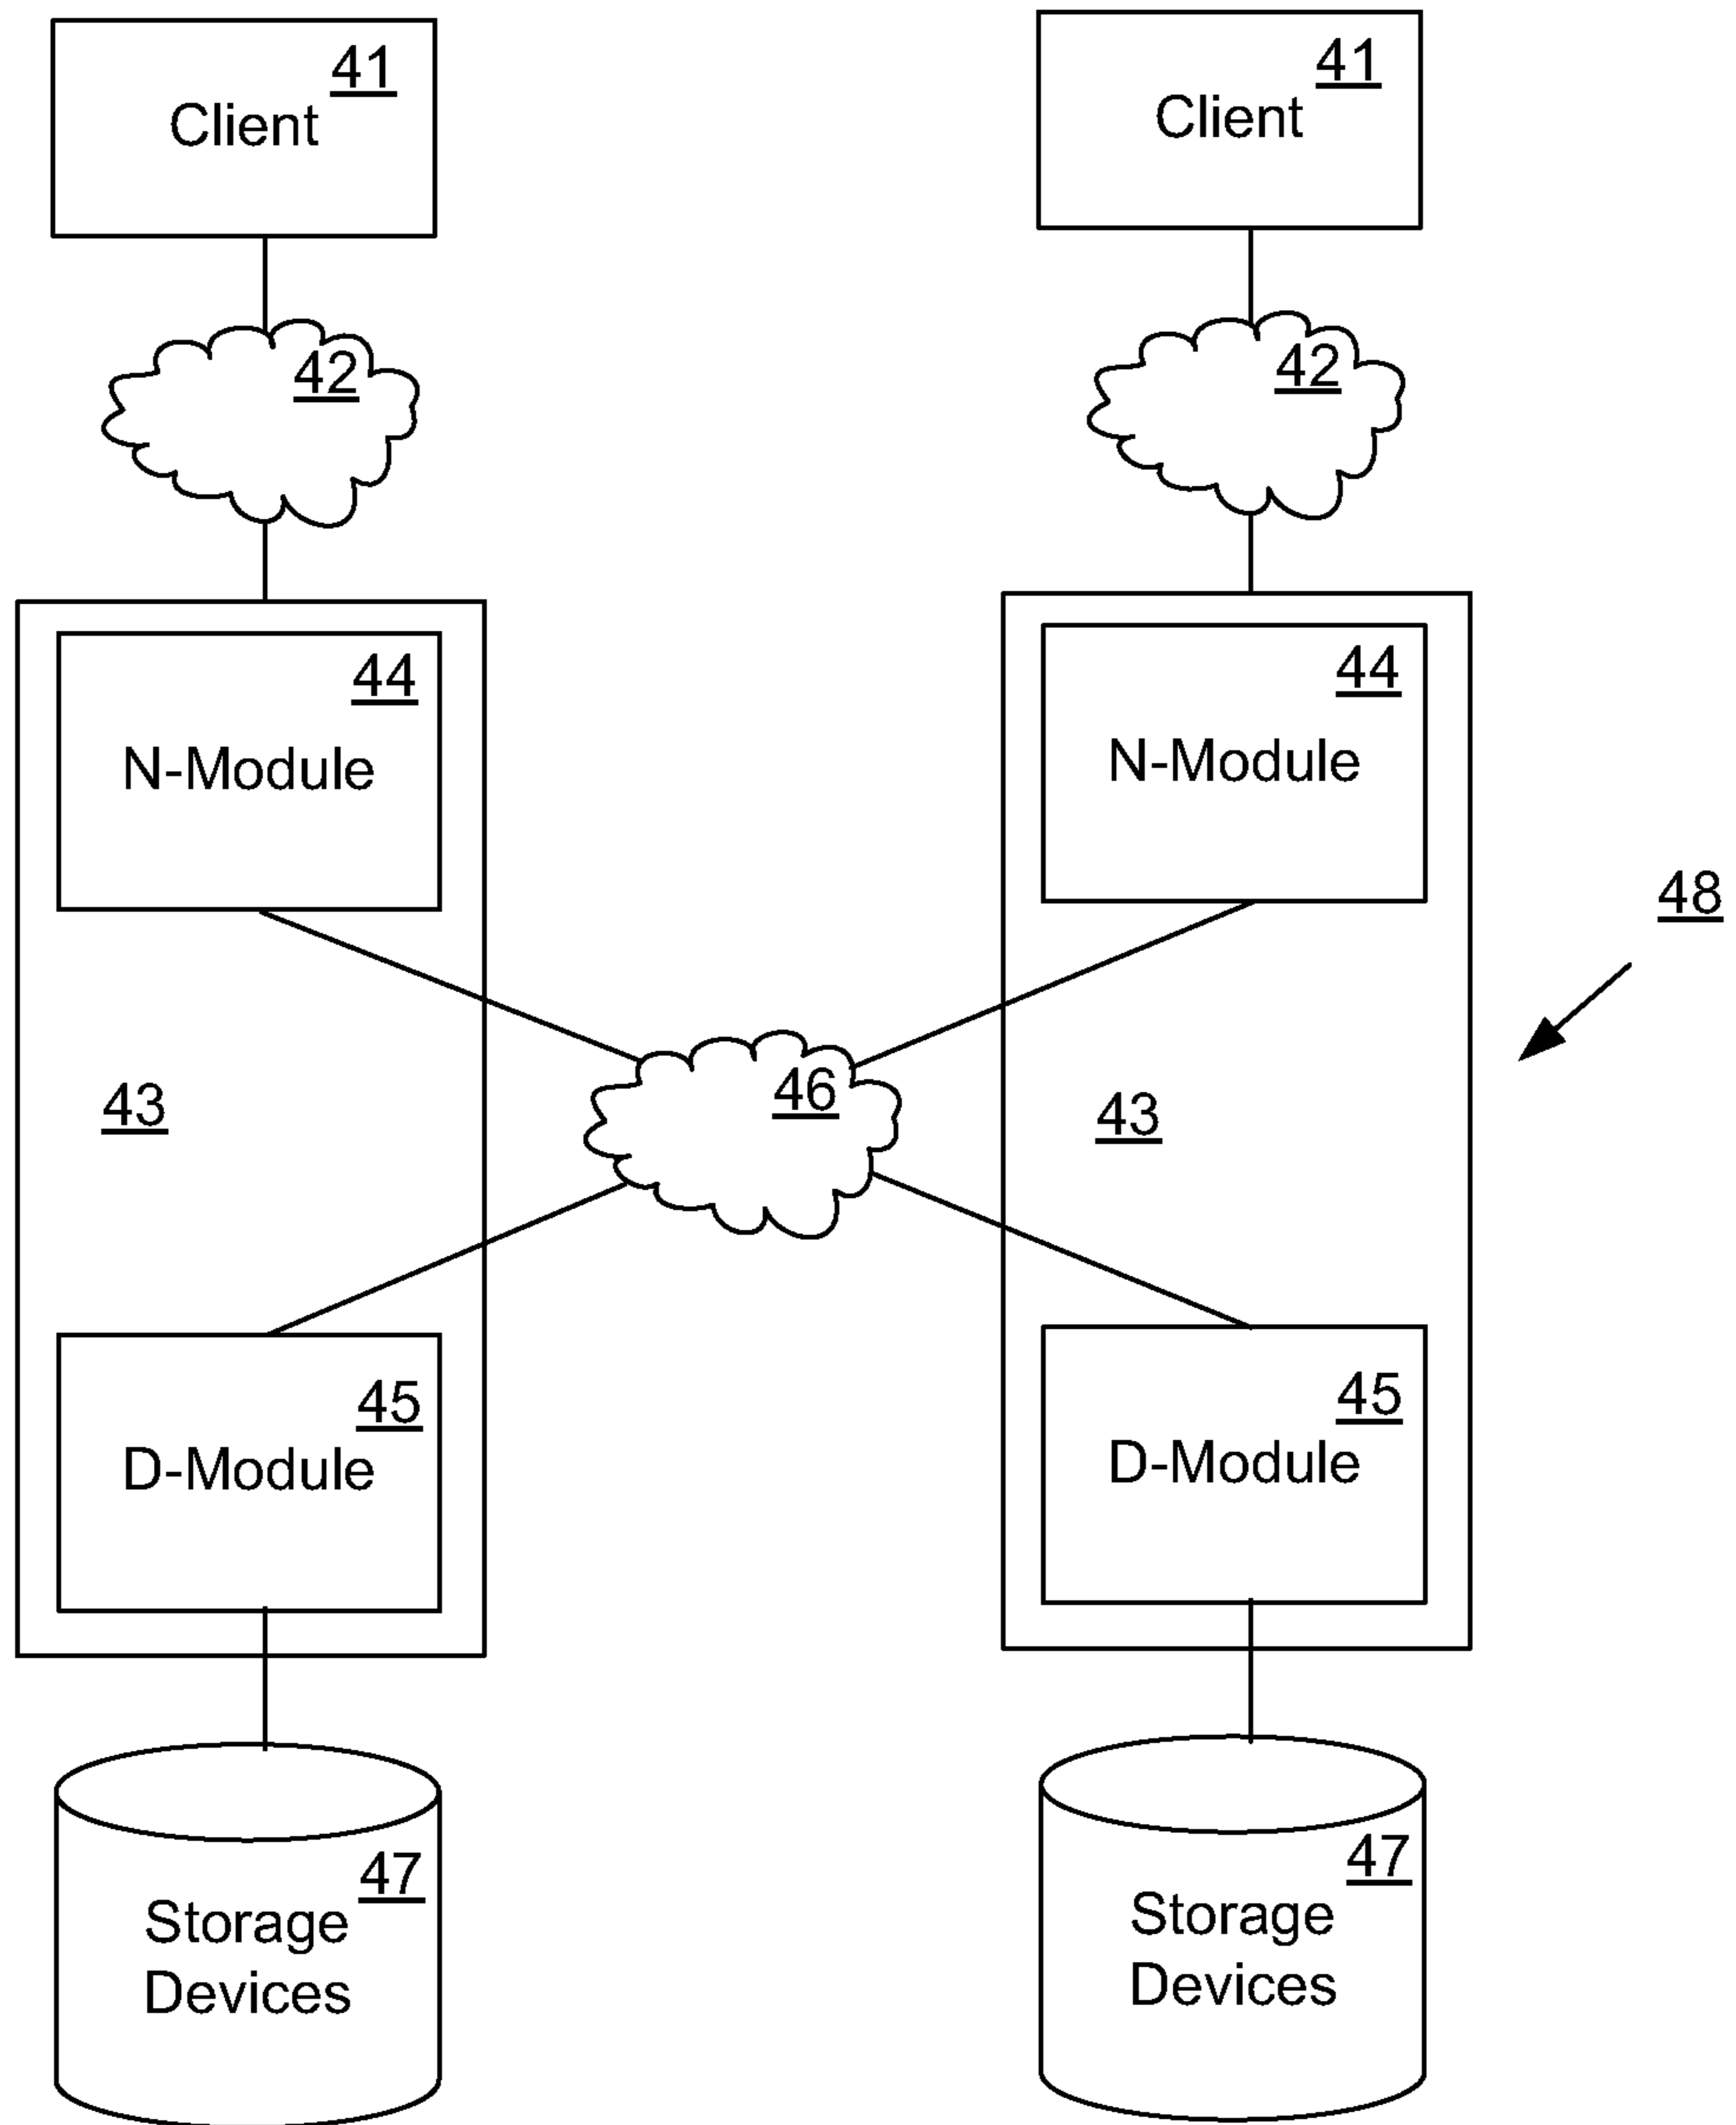 41
Client
41
Client
42
42
44
N-Module
44
N-Module
48
43
46
43
45
D-Module
45
D-Module
47
Storage
Devices
47
Storage
Devices